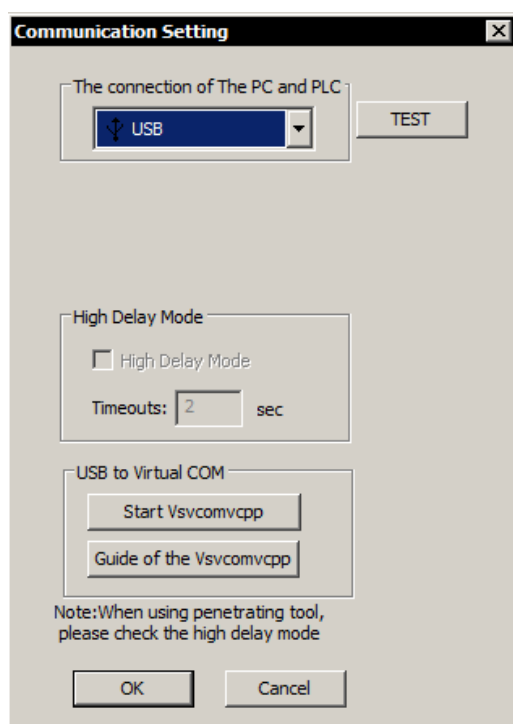 Communication Setting
The connection of The PC and PLC
USB
TEST
High Delay Mode
High Delay Mode
Timeouts: 2 sec
USB to Virtual COM
Start Vsvcomvcpp
Guide of the Vsvcomvcpp
Note:When using penetrating tool,
please check the high delay mode
OK Cancel